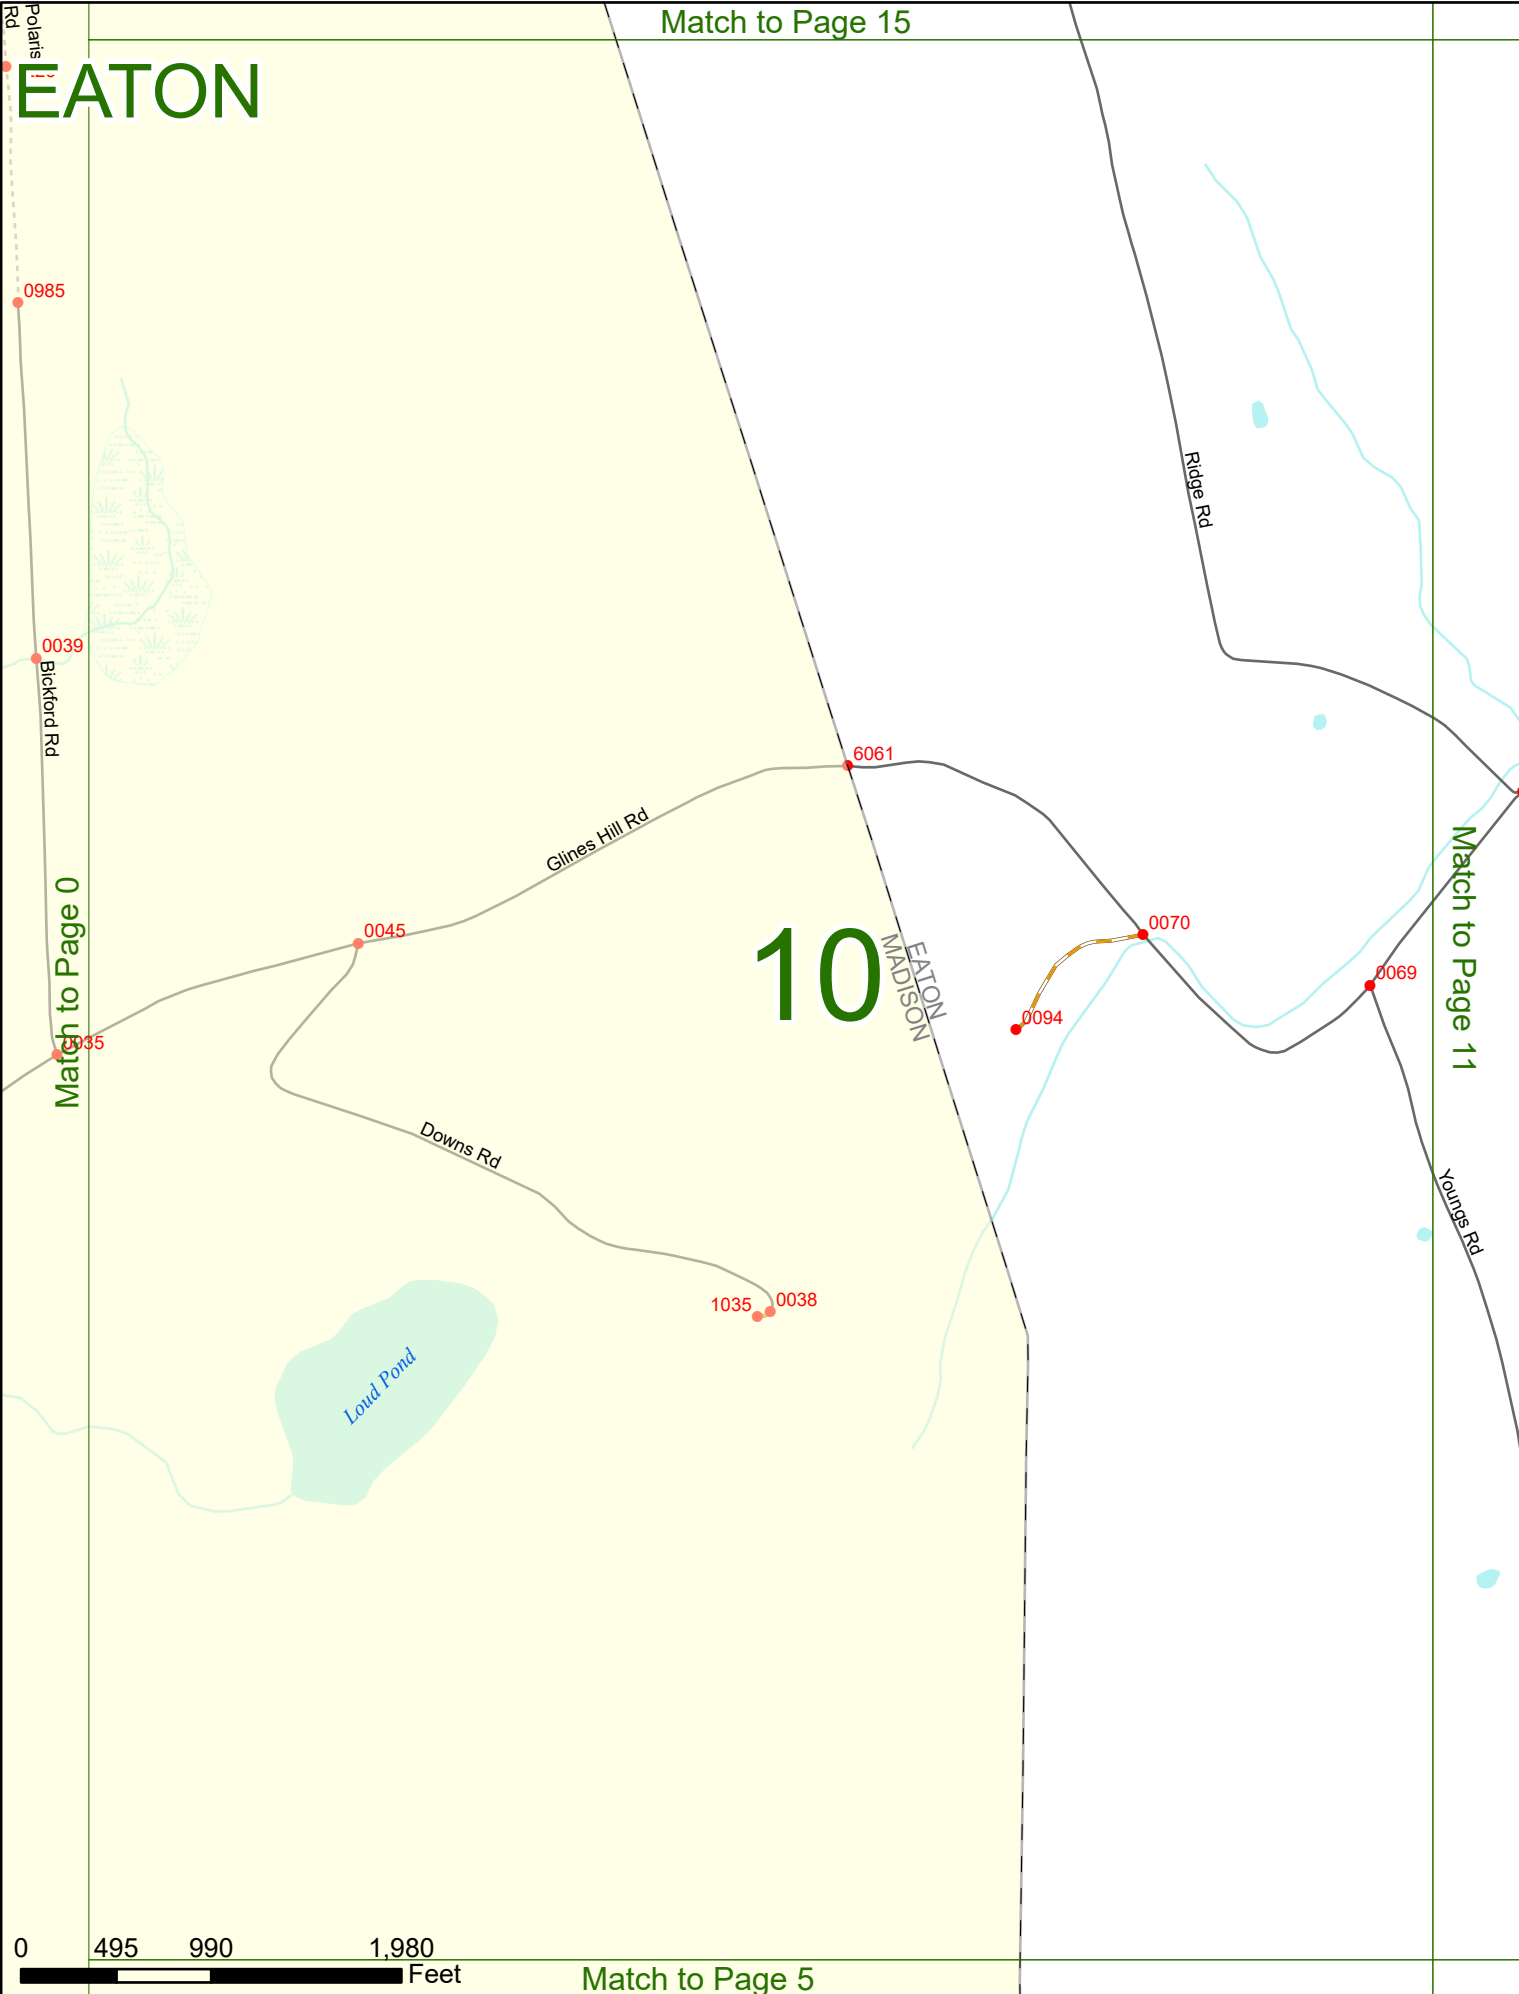 Match to Page 15
Polaris
Rd
EATON
0985
0039
Bickford Rd
Ridge Rd
6061
Glines Hill Rd
Match to Page 0
0045
0035
10
EATON
MADISON
0070
0094
0069
Match to Page 11
Downs Rd
Youngs Rd
1035
0038
Loud Pond
0 495 990 1,980
Feet
Match to Page 5